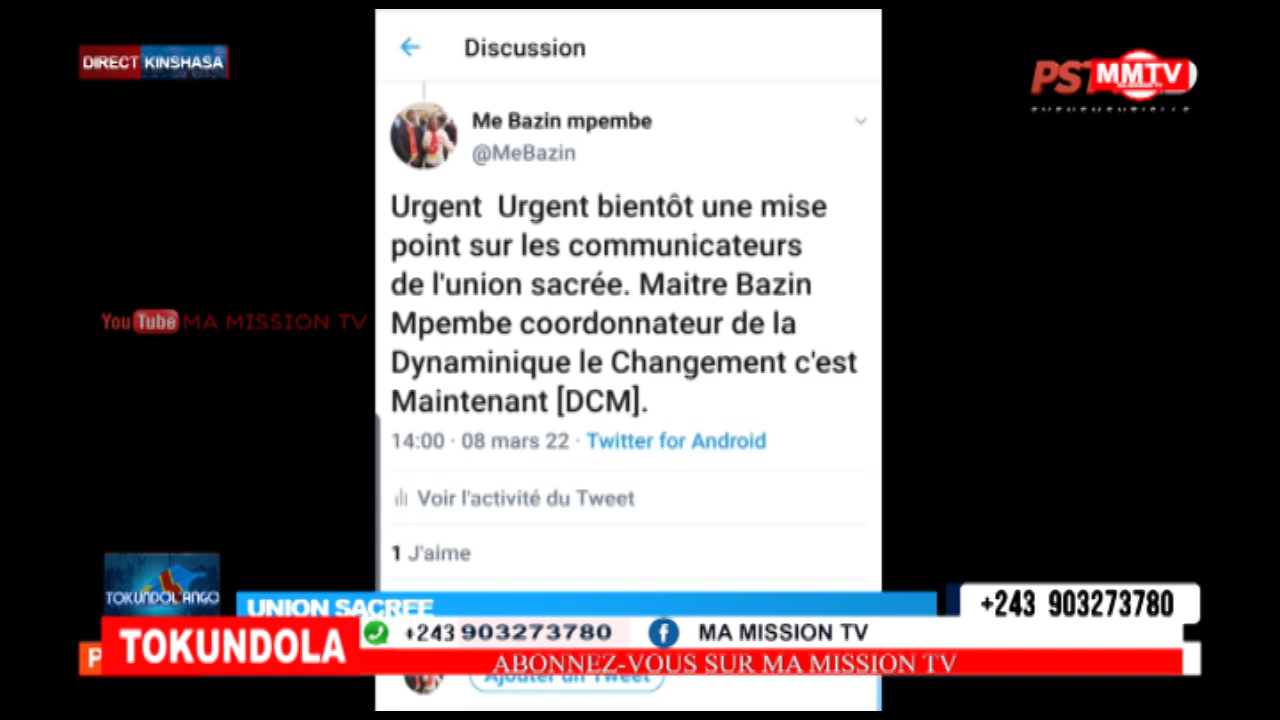 DIRECT KINSHASA
Discussion
MMTV
Me Bazin mpembe
@MeBazin
Urgent  Urgent bientôt une mise
point sur les communicateurs
de l'union sacrée. Maitre Bazin
Mpembe coordonnateur de la
Dynaminique le Changement c'est
Maintenant [DCM].
14:00 · 08 mars 22 · Twitter for Android
You Tube MA MISSION TV
Voir l'activité du Tweet
1 J'aime
TOKUNDOL'ANGO
UNION SACREE
+243 903273780
TOKUNDOLA
+243 903273780
MA MISSION TV
ABONNEZ-VOUS SUR MA MISSION TV
Ajouter un Tweet